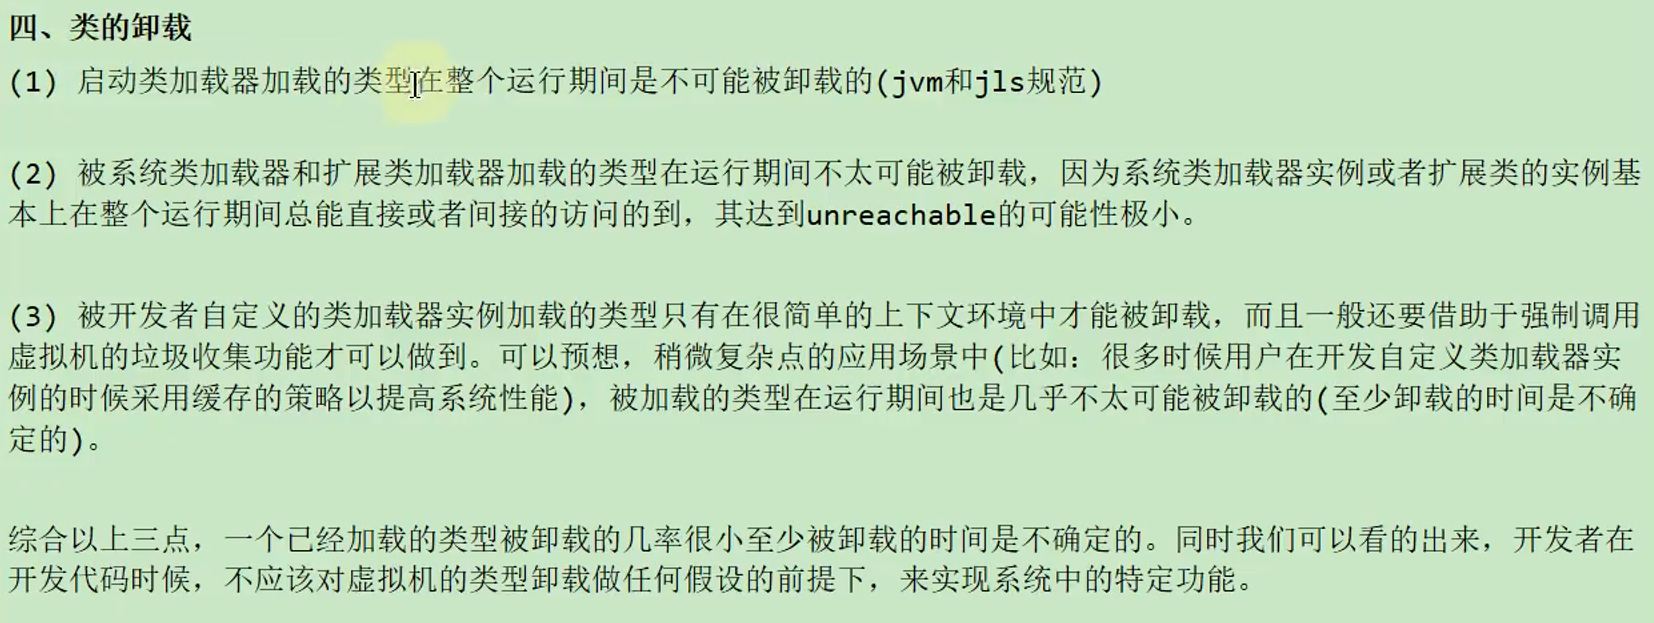 四、类的卸载
(1) 启动类加载器加载的类型在整个运行期间是不可能被卸载的(jvm和jls规范)
(2) 被系统类加载器和扩展类加载器加载的类型在运行期间不太可能被卸载，因为系统类加载器实例或者扩展类的实例基
本上在整个运行期间总能直接或者间接的访问的到，其达到unreachable的可能性极小。
(3) 被开发者自定义的类加载器实例加载的类型只有在很简单的上下文环境中才能被卸载，而且一般还要借助于强制调用
虚拟机的垃圾收集功能才可以做到。可以预想，稍微复杂点的应用场景中(比如：很多时候用户在开发自定义类加载器实
例的时候采用缓存的策略以提高系统性能)，被加载的类型在运行期间也是几乎不太可能被卸载的(至少卸载的时间是不确
定的)。
综合以上三点，一个已经加载的类型被卸载的几率很小至少被卸载的时间是不确定的。同时我们可以看的出来，开发者在
开发代码时候，不应该对虚拟机的类型卸载做任何假设的前提下，来实现系统中的特定功能。